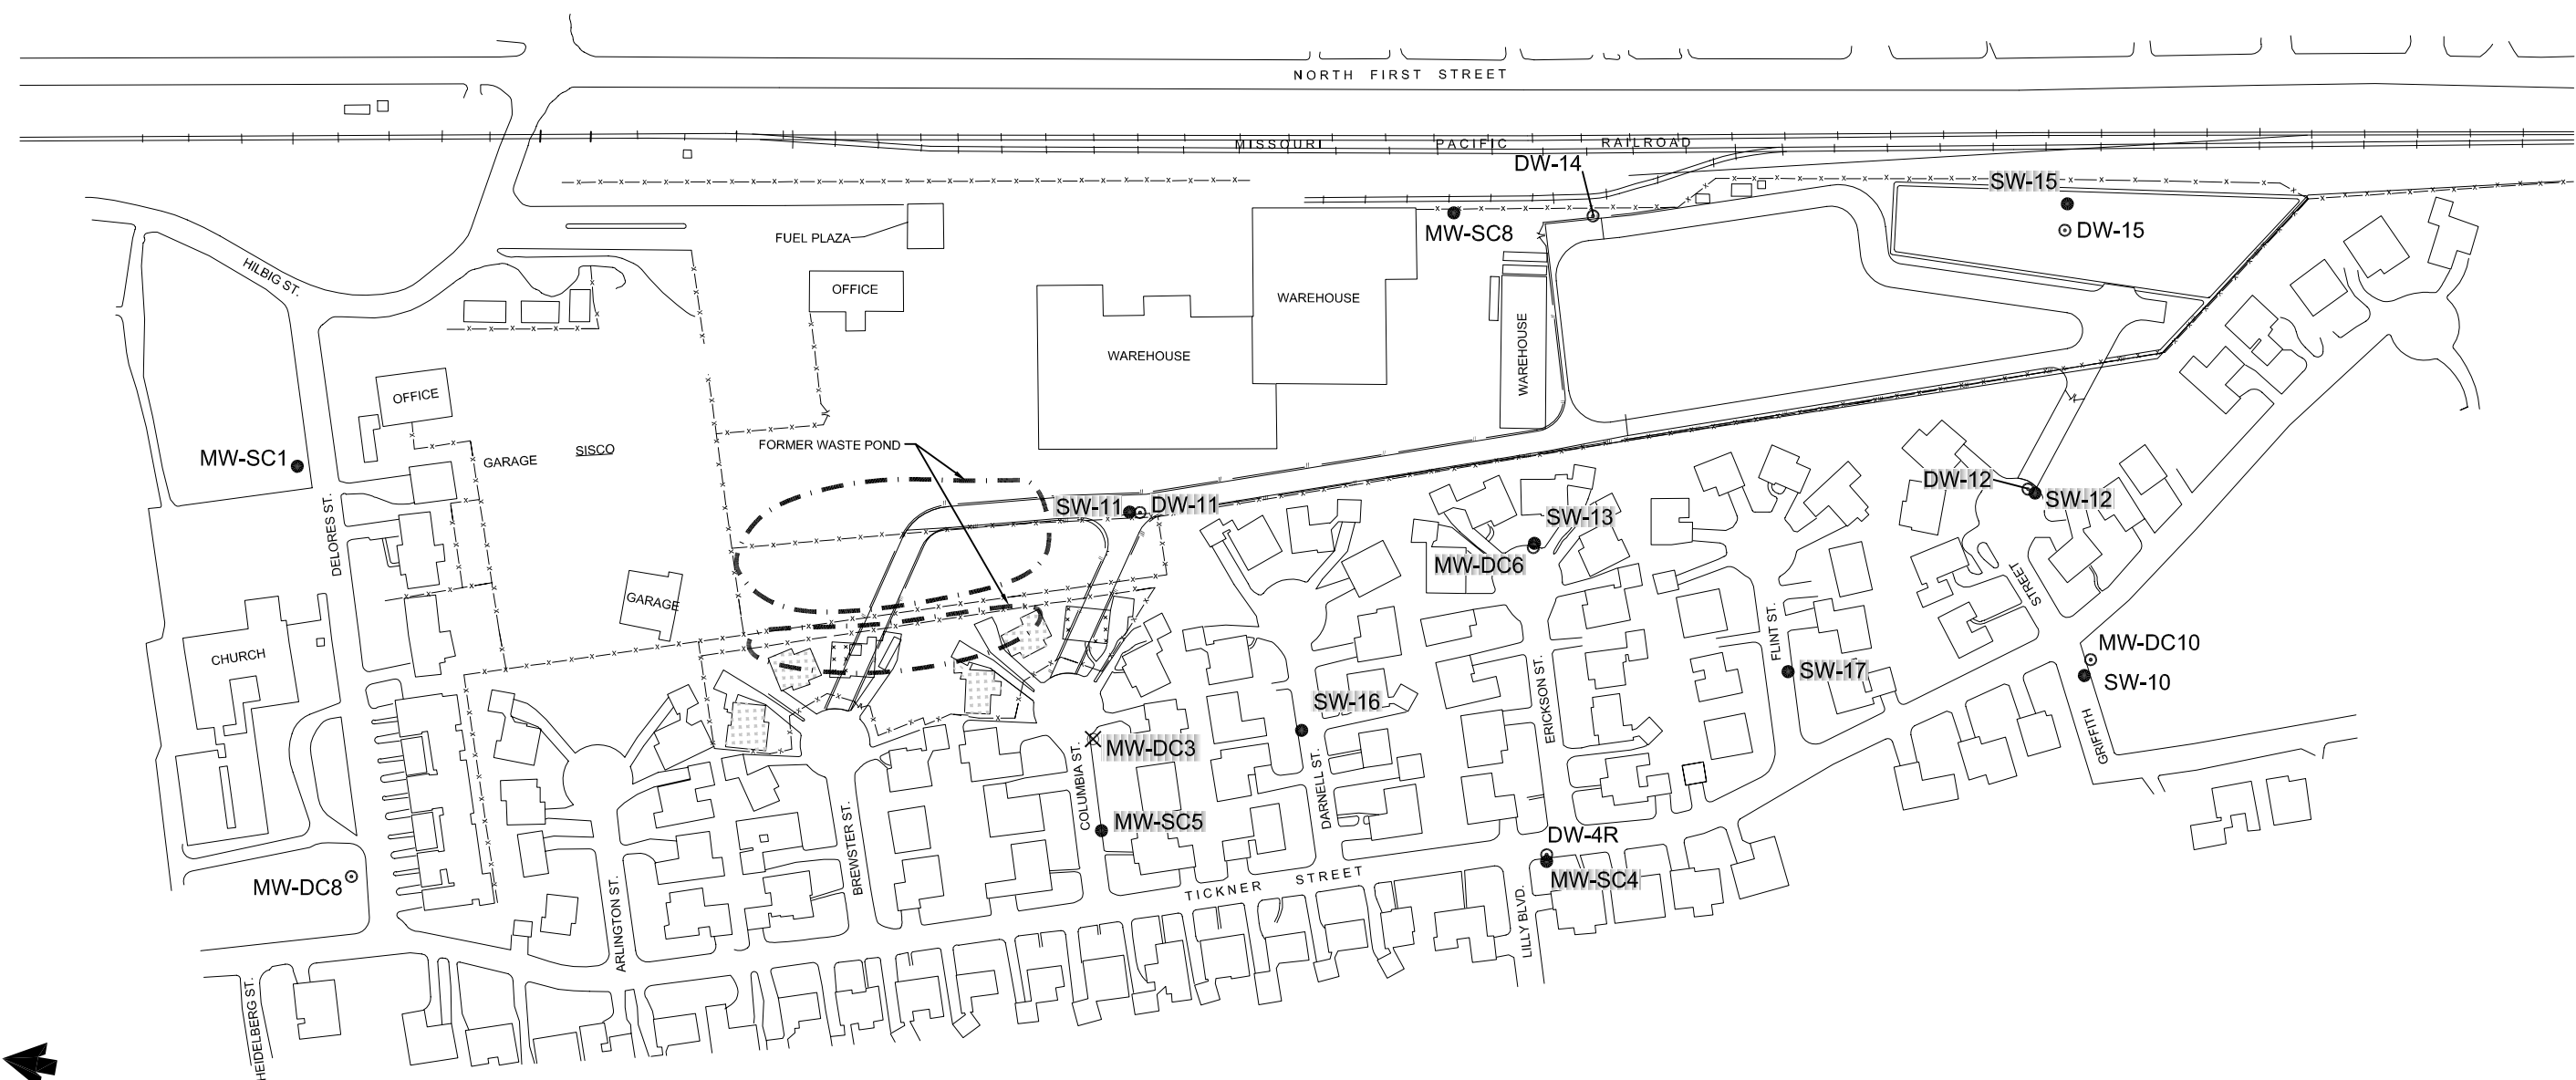 NORTH FIRST STREET
MISSOURI PACIFIC RAILROAD
DW-14
SW-15
MW-SC8
DW-15
FUEL PLAZA
HILBIG ST.
OFFICE
WAREHOUSE
WAREHOUSE
WAREHOUSE
OFFICE
FORMER WASTE POND
SISCO
GARAGE
MW-SC1
DW-12
SW-12
SW-11
DW-11
SW-13
DELORES ST.
MW-DC6
STREET
GARAGE
FLINT ST.
MW-DC10
CHURCH
SW-17
SW-10
ERICKSON ST.
SW-16
GRIFFITH
MW-DC3
COLUMBIA ST.
DARNELL ST.
MW-SC5
BREWSTER ST.
DW-4R
MW-SC4
TICKNER STREET
MW-DC8
LILLY BLVD.
ARLINGTON ST.
HEIDELBERG ST.